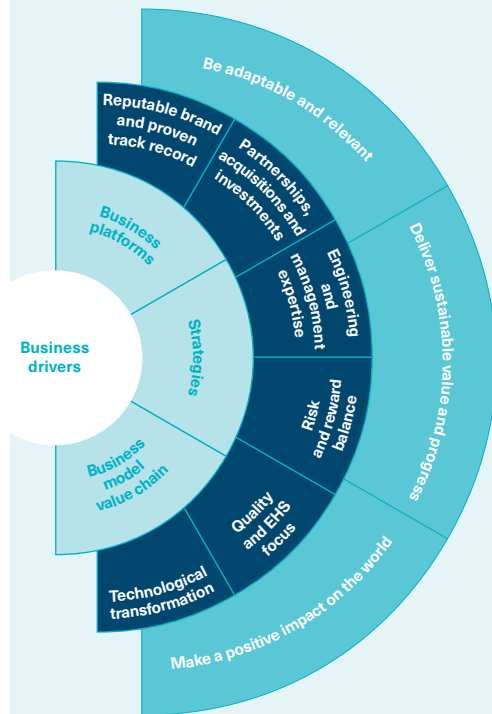 Business
drivers
Business
platforms
Strategies
Business
model
value chain
Reputable brand
and proven
track record
Partnerships,
acquisitions and
investments
Engineering
and
management
expertise
Risk
and reward
balance
Quality
and EHS
focus
Technological
transformation
Be adaptable and relevant
Deliver sustainable value and progress
Make a positive impact on the world